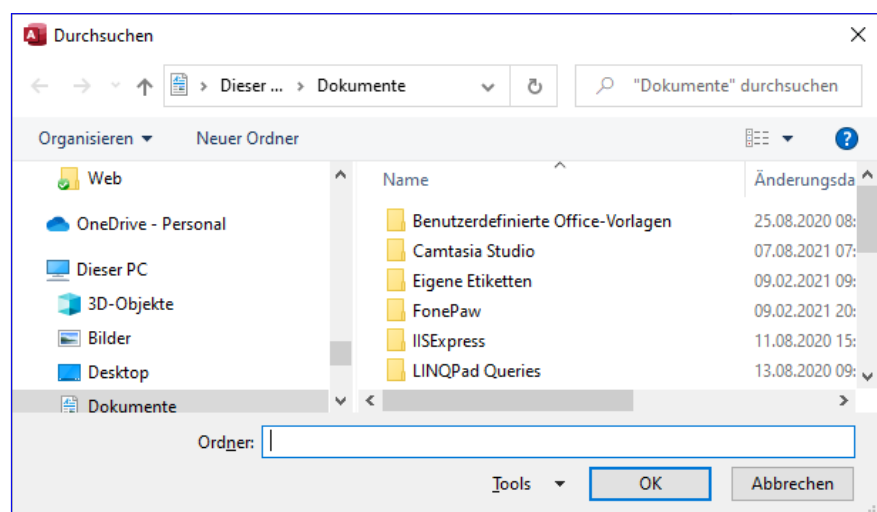 Durchsuchen
Dieser ... > Dokumente
"Dokumente" durchsuchen
Organisieren
Neuer Ordner
Web
OneDrive - Personal
Dieser PC
3D-Objekte
Bilder
Desktop
Dokumente
Name
Änderungsda
Benutzerdefinierte Office-Vorlagen
25.08.2020 08:
Camtasia Studio
07.08.2021 07:
Eigene Etiketten
09.02.2021 09:
FonePaw
09.02.2021 20:
IISExpress
11.08.2020 15:
LINQPad Queries
13.08.2020 09:
Ordner:
Tools
OK
Abbrechen